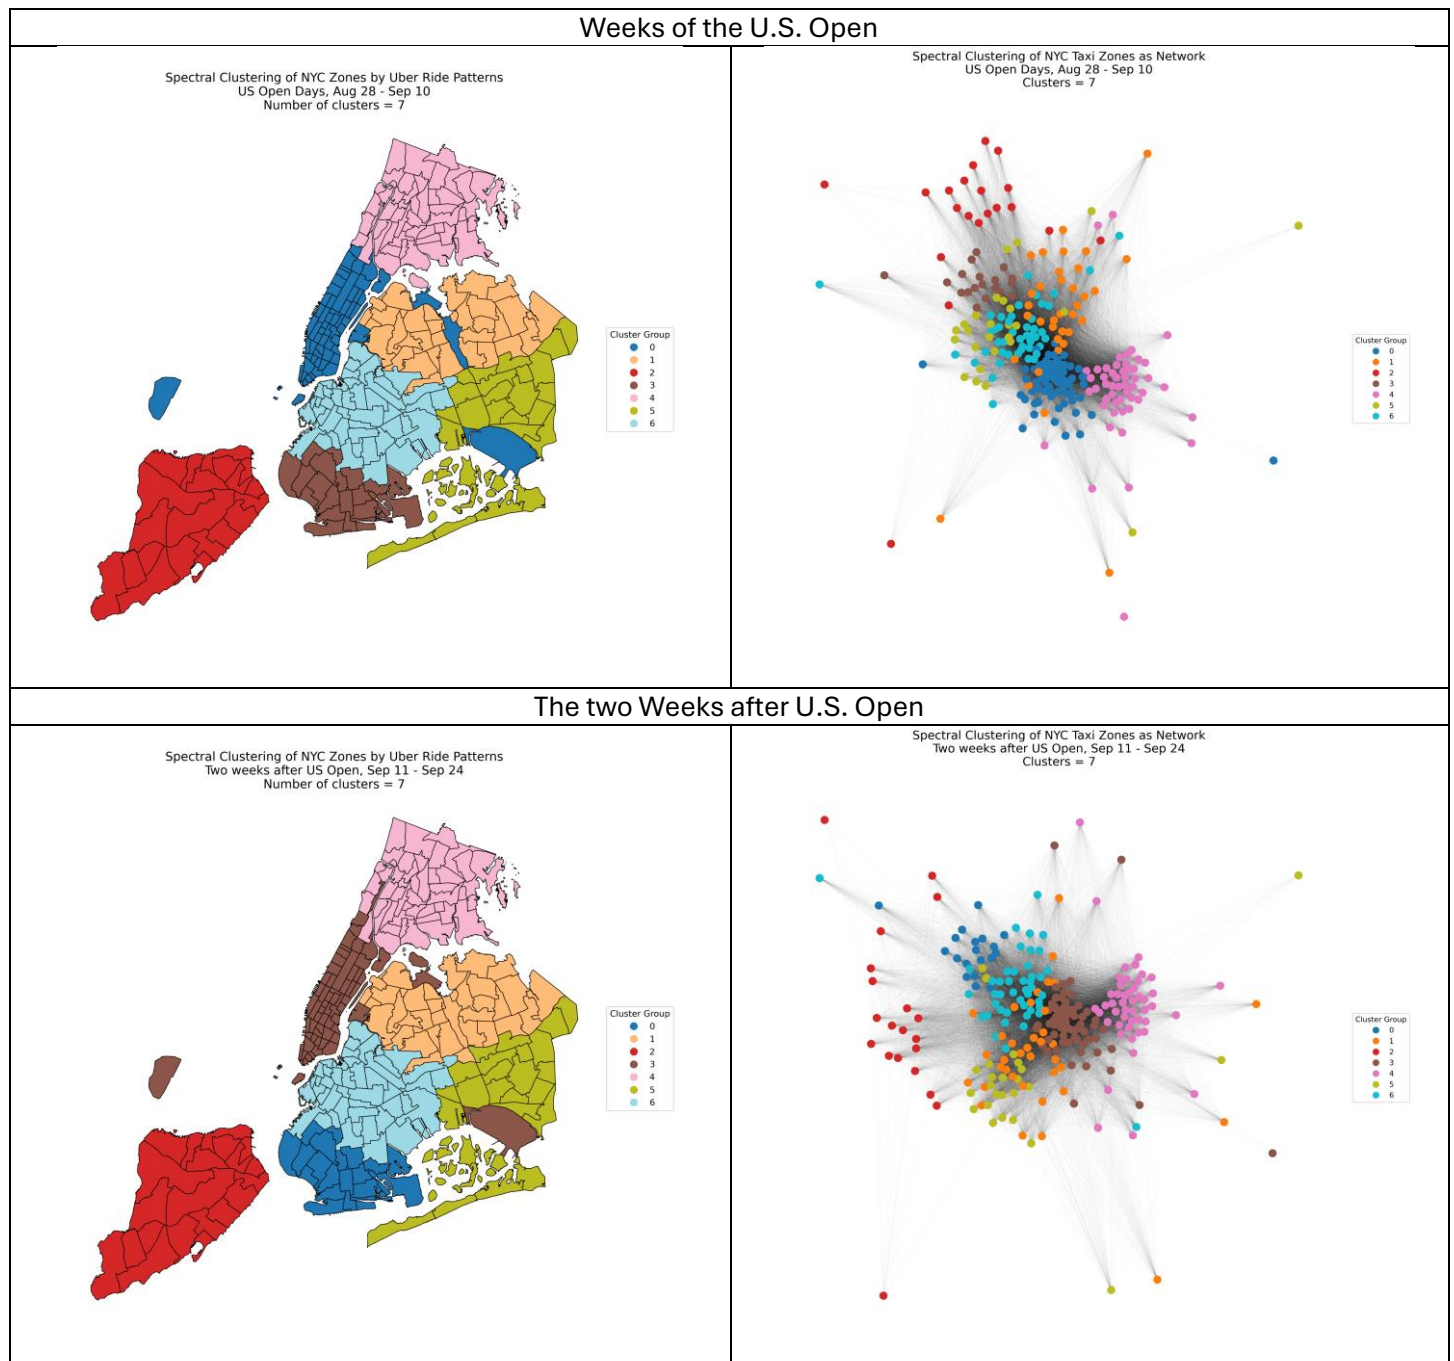 Weeks of the U.S. Open
Spectral Clustering of NYC Zones by Uber Ride Patterns
US Open Days, Aug 28 - Sep 10
Number of clusters = 7
Cluster Group
0
1
2
3
4
5
6
Spectral Clustering of NYC Taxi Zones as Network
US Open Days, Aug 28 - Sep 10
Clusters = 7
Cluster Group
0
1
2
3
4
5
6
The two Weeks after U.S. Open
Spectral Clustering of NYC Zones by Uber Ride Patterns
Two weeks after US Open, Sep 11 - Sep 24
Number of clusters = 7
Cluster Group
0
1
2
3
4
5
6
Spectral Clustering of NYC Taxi Zones as Network
Two weeks after US Open, Sep 11 - Sep 24
Clusters = 7
Cluster Group
0
1
2
3
4
5
6